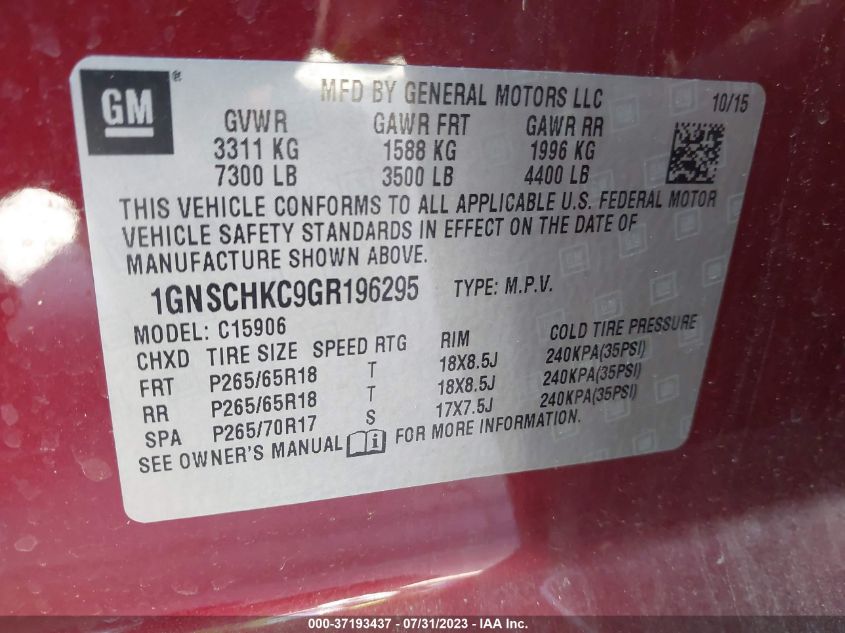 GM®
MFD BY GENERAL MOTORS LLC 10/15
GVWR GAWR FRT GAWR RR
3311 KG 1588 KG 1996 KG
7300 LB 3500 LB 4400 LB
THIS VEHICLE CONFORMS TO ALL APPLICABLE U.S. FEDERAL MOTOR
VEHICLE SAFETY STANDARDS IN EFFECT ON THE DATE OF
MANUFACTURE SHOWN ABOVE.
1GNSCHKC9GR196295 TYPE: M.P.V.
MODEL: C15906
CHXD TIRE SIZE SPEED RTG RIM COLD TIRE PRESSURE
FRT P265/65R18 T 18X8.5J 240KPA(35PSI)
RR P265/65R18 T 18X8.5J 240KPA(35PSI)
SPA P265/70R17 S 17X7.5J 240KPA(35PSI)
SEE OWNER'S MANUAL FOR MORE INFORMATION.
000-37193437 - 07/31/2023 - IAAI.com